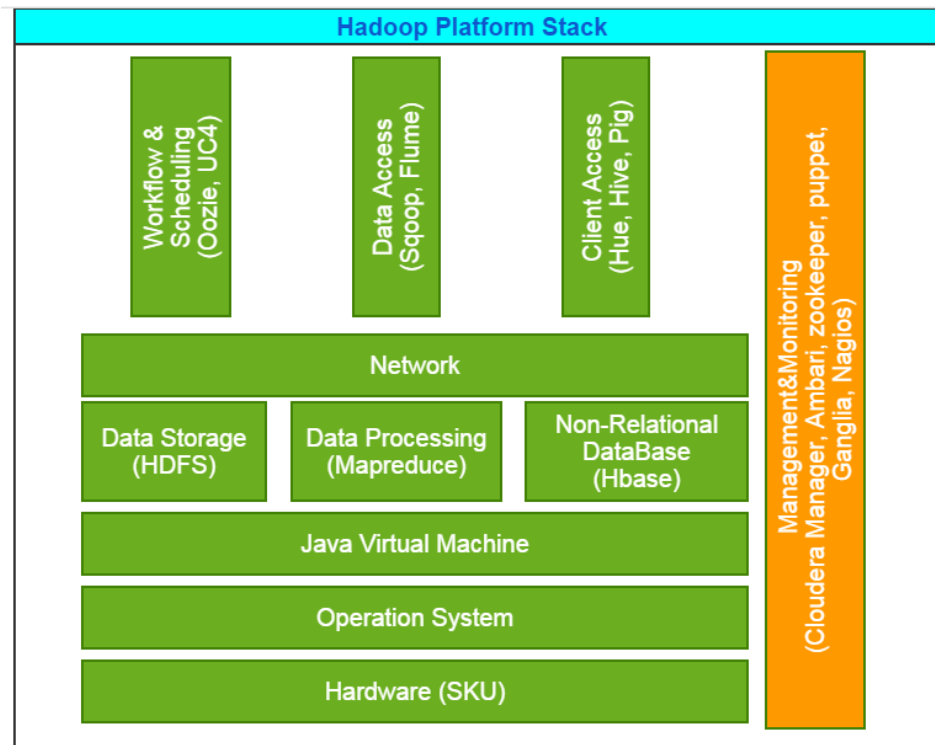 Hadoop Platform Stack
Workflow &
Scheduling
(Oozie, UC4)
Data Access
(Sqoop, Flume)
Client Access
(Hue, Hive, Pig)
Management&Monitoring
(Cloudera Manager, Ambari, zookeeper, puppet,
Ganglia, Nagios)
Network
Data Storage
(HDFS)
Data Processing
(Mapreduce)
Non-Relational
DataBase
(Hbase)
Java Virtual Machine
Operation System
Hardware (SKU)